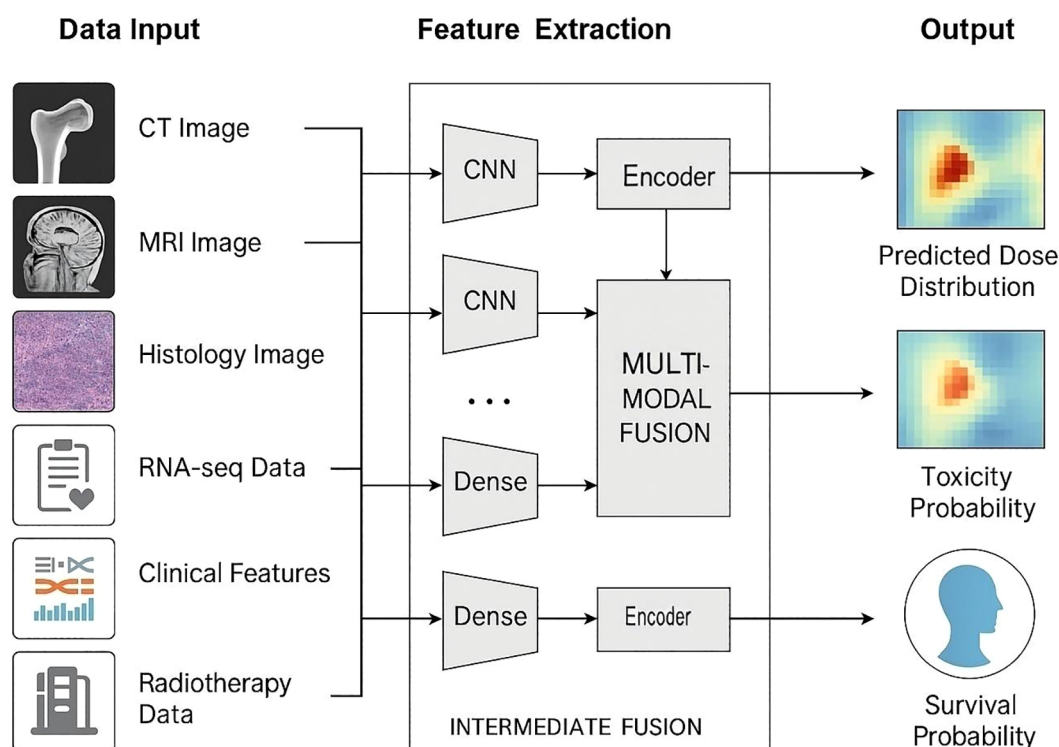 Data Input
Feature Extraction
Output
CT Image
MRI Image
Histology Image
RNA-seq Data
Clinical Features
Radiotherapy
Data
CNN
Encoder
CNN
...
MULTI-
MODAL
FUSION
Dense
Dense
Encoder
INTERMEDIATE FUSION
Predicted Dose
Distribution
Toxicity
Probability
Survival
Probability